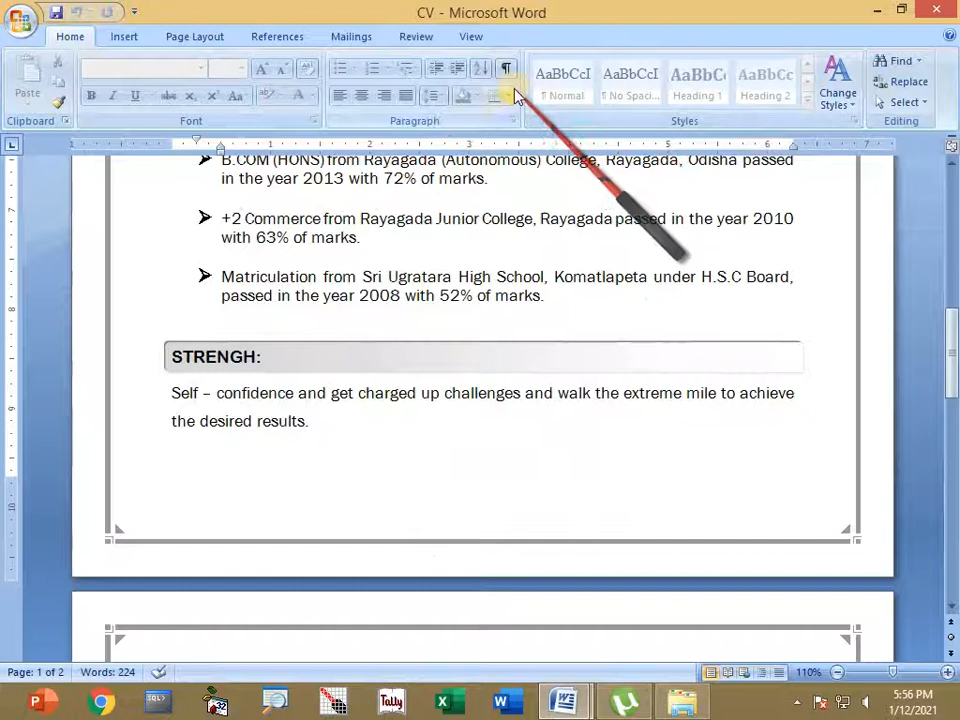 CV - Microsoft Word
Home Insert Page Layout References Mailings Review View
Paste
Clipboard
B I U abc x₂ x² Aa A
Font
Paragraph
AaBbCcI AaBbCcI AaBbC AaBbCc
¶ Normal ¶ No Spaci... Heading 1 Heading 2
Change Styles
Styles
Find
Replace
Select
Editing
B.COM (HONS) from Rayagada (Autonomous) College, Rayagada, Odisha passed
in the year 2013 with 72% of marks.
+2 Commerce from Rayagada Junior College, Rayagada passed in the year 2010
with 63% of marks.
Matriculation from Sri Ugratara High School, Komatlapeta under H.S.C Board,
passed in the year 2008 with 52% of marks.
STRENGH:
Self – confidence and get charged up challenges and walk the extreme mile to achieve
the desired results.
Page: 1 of 2 Words: 224
110%
Tally
5:56 PM
1/12/2021